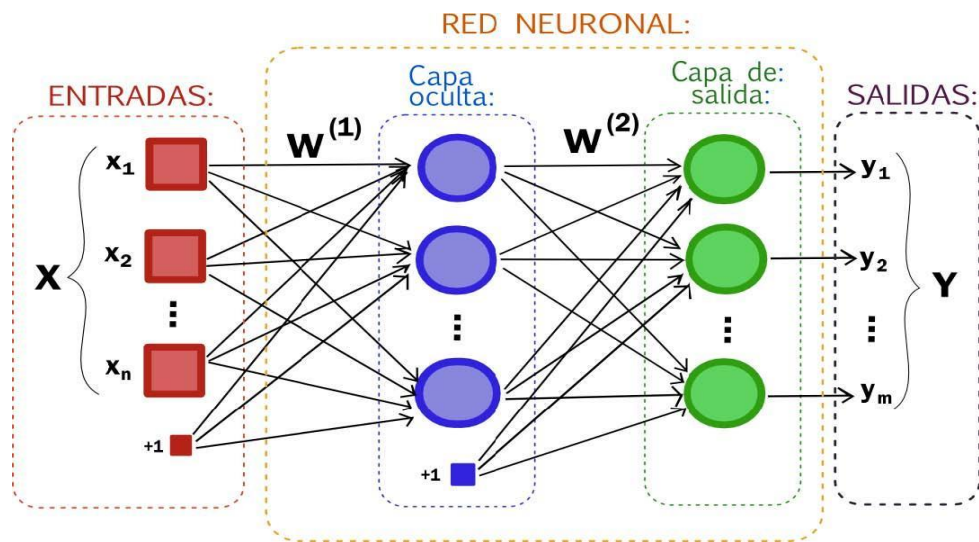 RED NEURONAL:
ENTRADAS:
Capa
oculta:
Capa de:
salida:
SALIDAS:
W(1)
W(2)
X
x1
x2
⋮
xn
+1
⋮
+1
⋮
y1
y2
⋮
ym
Y